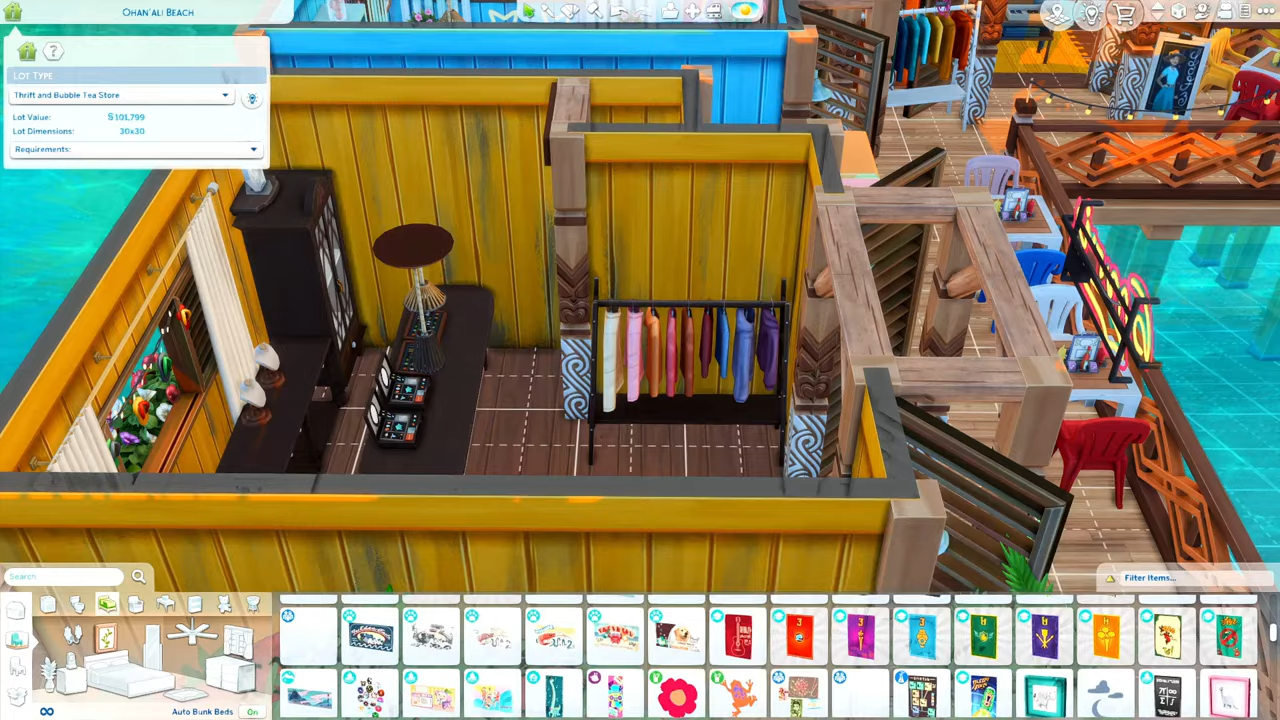 OHAN'ALI BEACH
?
LOT TYPE
Thrift and Bubble Tea Store
Lot Value: §101,799
Lot Dimensions: 30x30
Requirements:
Search
Filter Items...
Auto Bunk Beds On